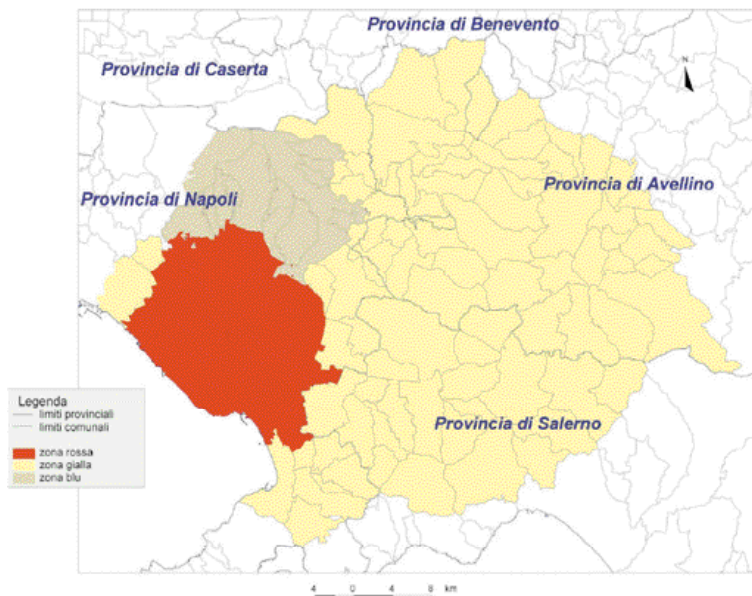 Provincia di Benevento
Provincia di Caserta
N
Provincia di Napoli
Provincia di Avellino
Provincia di Salerno
Legenda
limiti provinciali
limiti comunali
zona rossa
zona gialla
zona blu
4 0 4 8 km